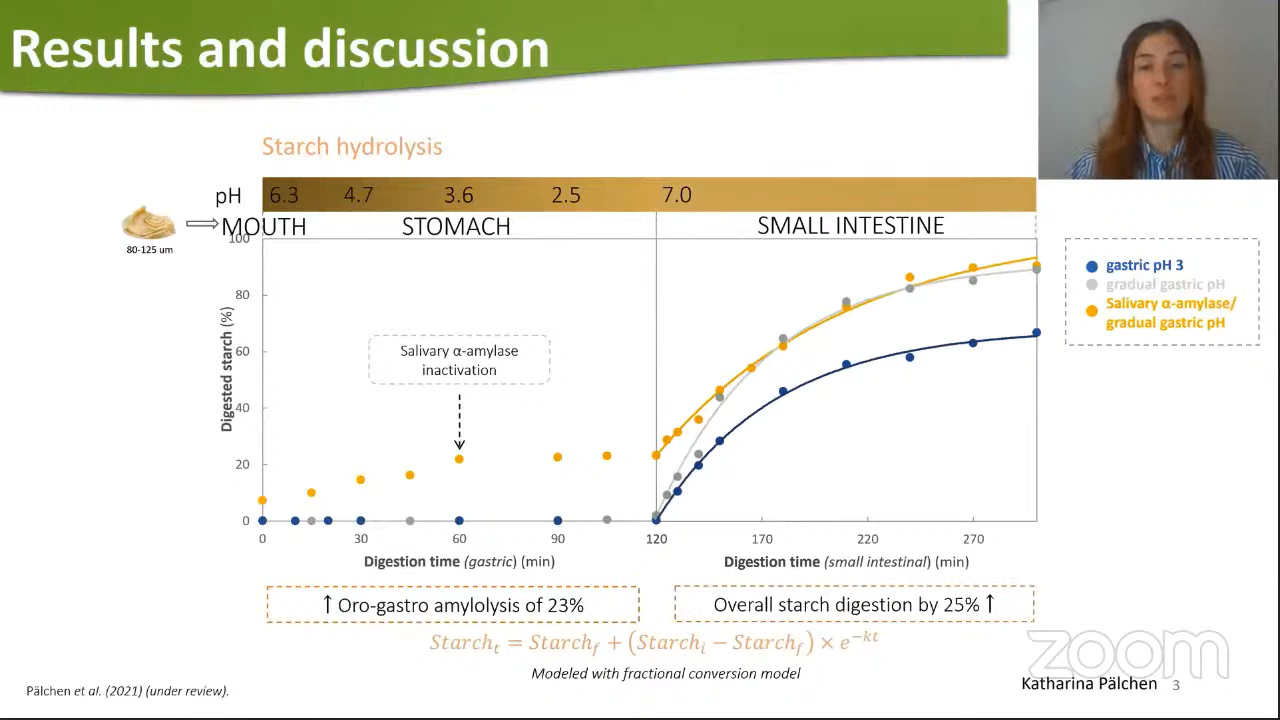 Results and discussion
Starch hydrolysis
pH 6.3 4.7 3.6 2.5 7.0
MOUTH STOMACH SMALL INTESTINE
80-125 um
100
80
60
40
20
0
Digested starch (%)
Salivary α-amylase
inactivation
gastric pH 3
gradual gastric pH
Salivary α-amylase/
gradual gastric pH
0 30 60 90 120 170 220 270
Digestion time (gastric) (min)
Digestion time (small intestinal) (min)
↑ Oro-gastro amylolysis of 23%
Overall starch digestion by 25% ↑
Starch_t = Starch_f + (Starch_i − Starch_f) × e^{−kt}
Modeled with fractional conversion model
Pälchen et al. (2021) (under review).
Katharina Pälchen 3
zoom